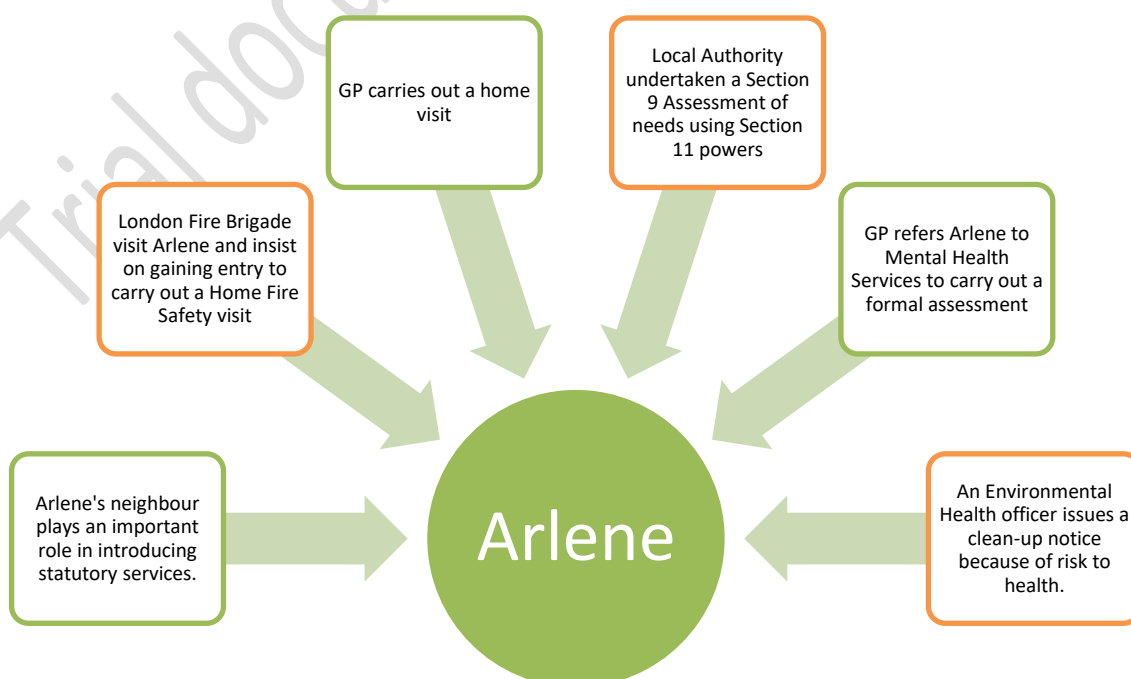 Trial docu
GP carries out a home
visit
Local Authority
undertaken a Section
9 Assessment of
needs using Section
11 powers
London Fire Brigade
visit Arlene and insist
on gaining entry to
carry out a Home Fire
Safety visit
GP refers Arlene to
Mental Health
Services to carry out a
formal assessment
Arlene's neighbour
plays an important
role in introducing
statutory services.
An Environmental
Health officer issues a
clean-up notice
because of risk to
health.
Arlene